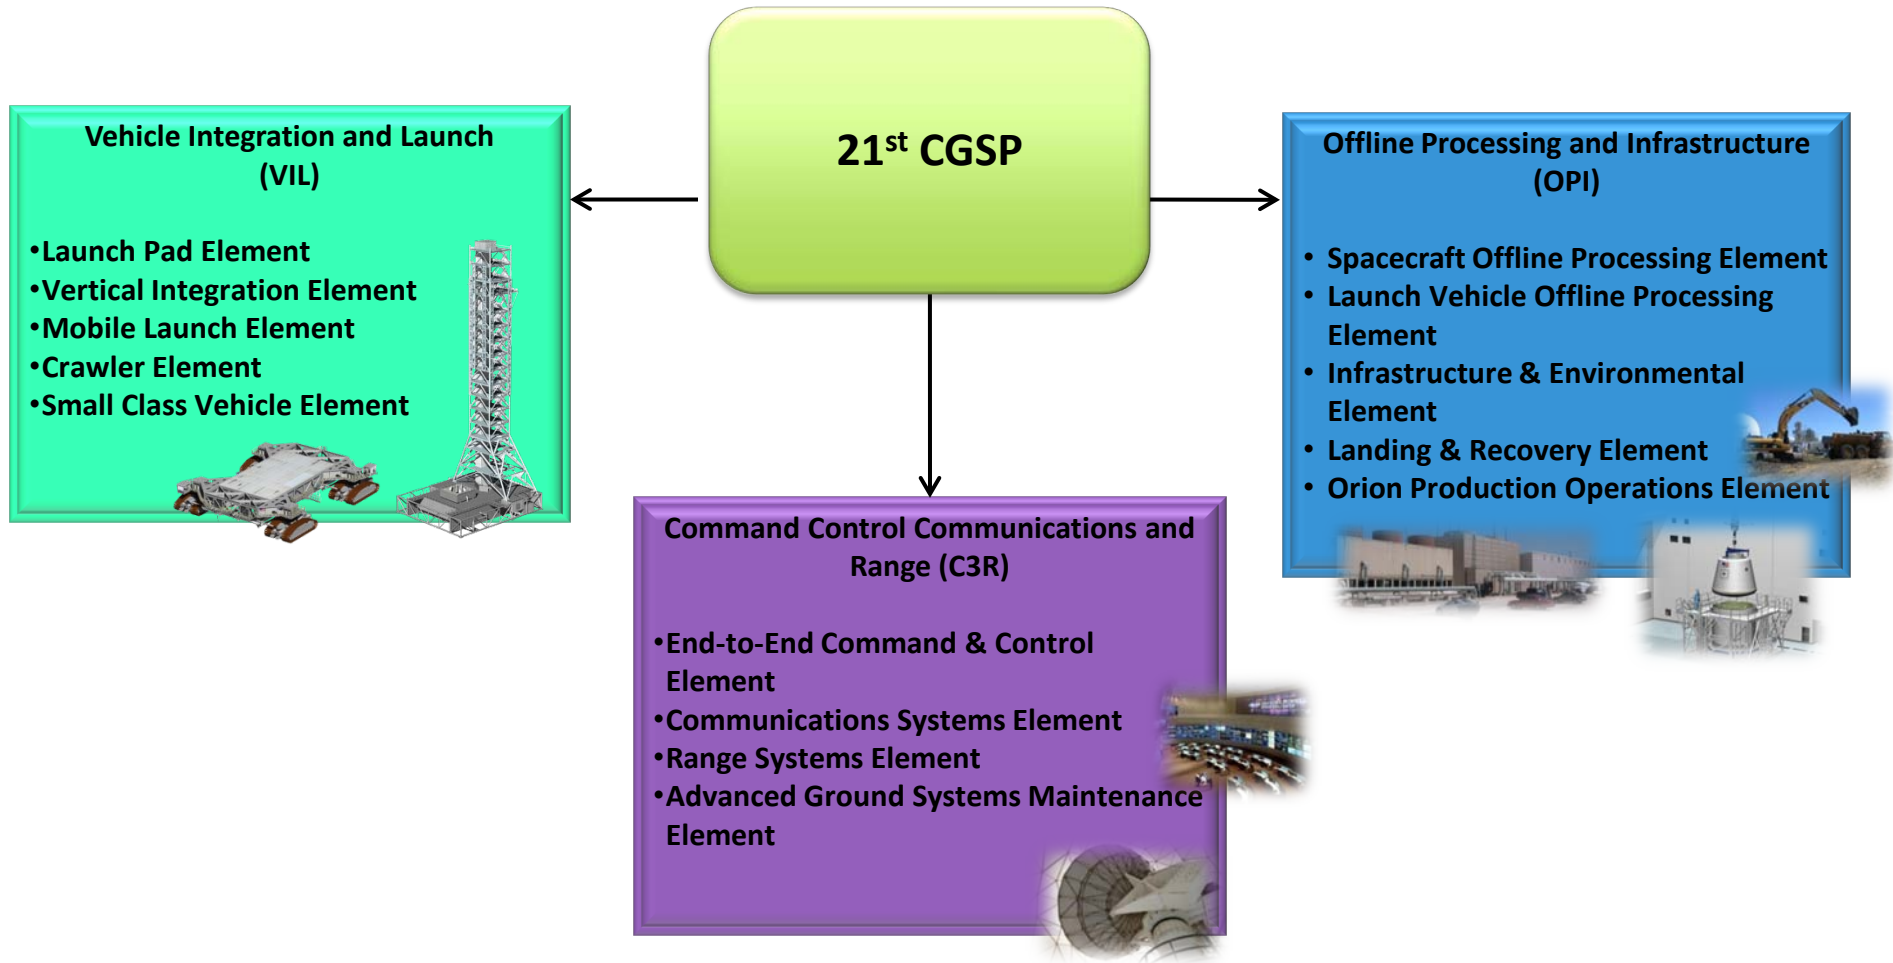 21st CGSP
Vehicle Integration and Launch
(VIL)
•Launch Pad Element
•Vertical Integration Element
•Mobile Launch Element
•Crawler Element
•Small Class Vehicle Element
Command Control Communications and
Range (C3R)
•End-to-End Command & Control
Element
•Communications Systems Element
•Range Systems Element
•Advanced Ground Systems Maintenance
Element
Offline Processing and Infrastructure
(OPI)
• Spacecraft Offline Processing Element
• Launch Vehicle Offline Processing
Element
• Infrastructure & Environmental
Element
• Landing & Recovery Element
• Orion Production Operations Element